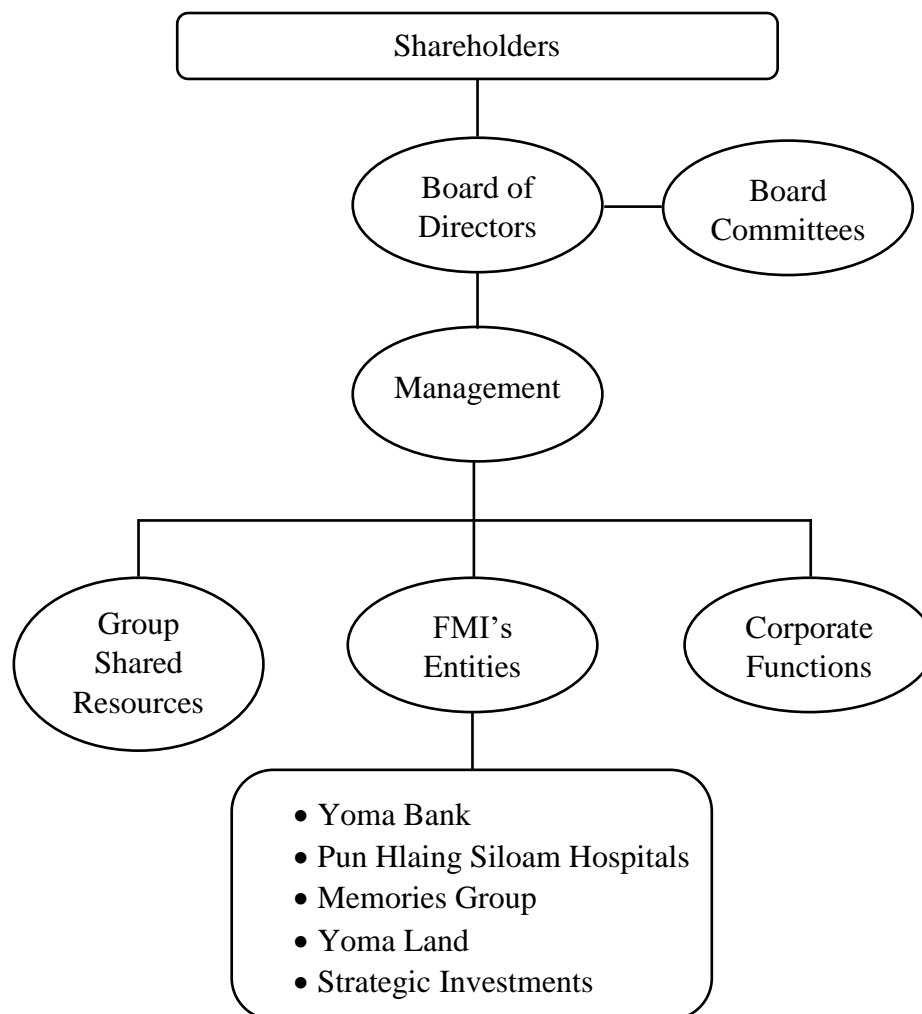 Shareholders
Board of
Directors
Board
Committees
Management
Group
Shared
Resources
FMI’s
Entities
Corporate
Functions
• Yoma Bank
• Pun Hlaing Siloam Hospitals
• Memories Group
• Yoma Land
• Strategic Investments